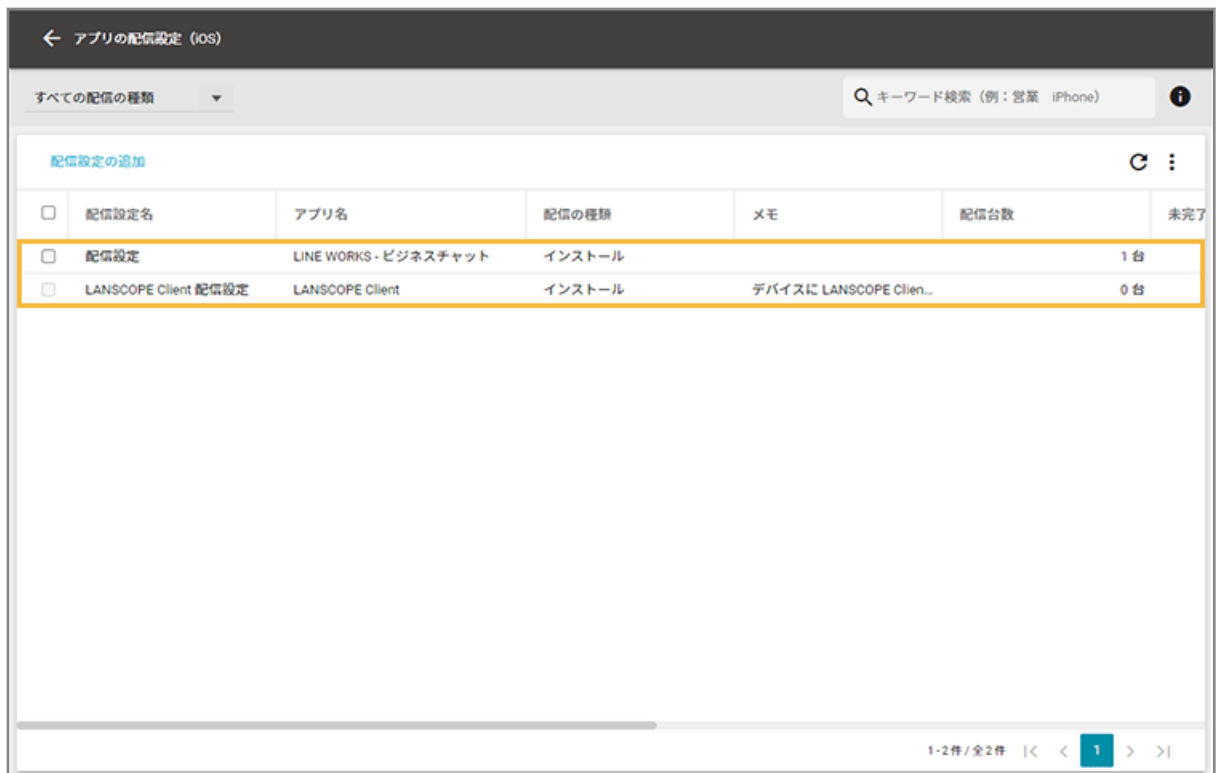 アプリの配信設定（iOS）
すべての配信の種類
キーワード検索（例：営業　iPhone）
配信設定の追加
配信設定名 アプリ名 配信の種類 メモ 配信台数 未完了
配信設定 LINE WORKS - ビジネスチャット インストール 1 台
LANSCOPE Client 配信設定 LANSCOPE Client インストール デバイスに LANSCOPE Clien... 0 台
1-2件 / 全2件 1